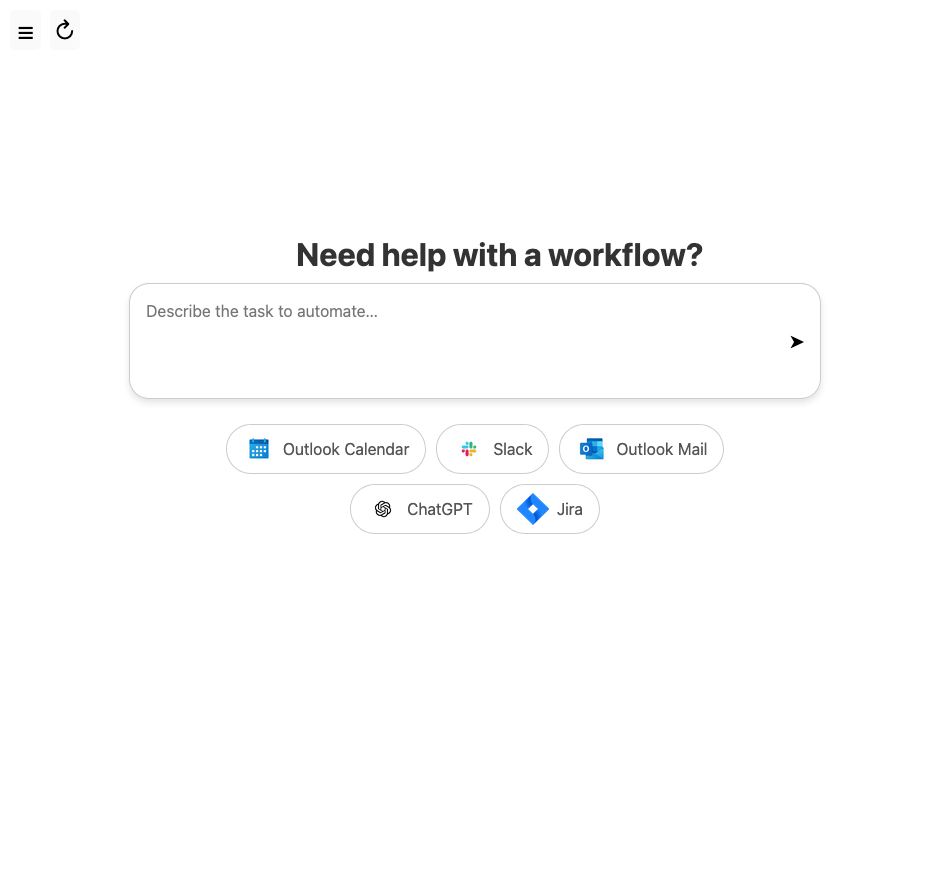 Need help with a workflow?
Describe the task to automate...
Outlook Calendar
Slack
Outlook Mail
ChatGPT
Jira